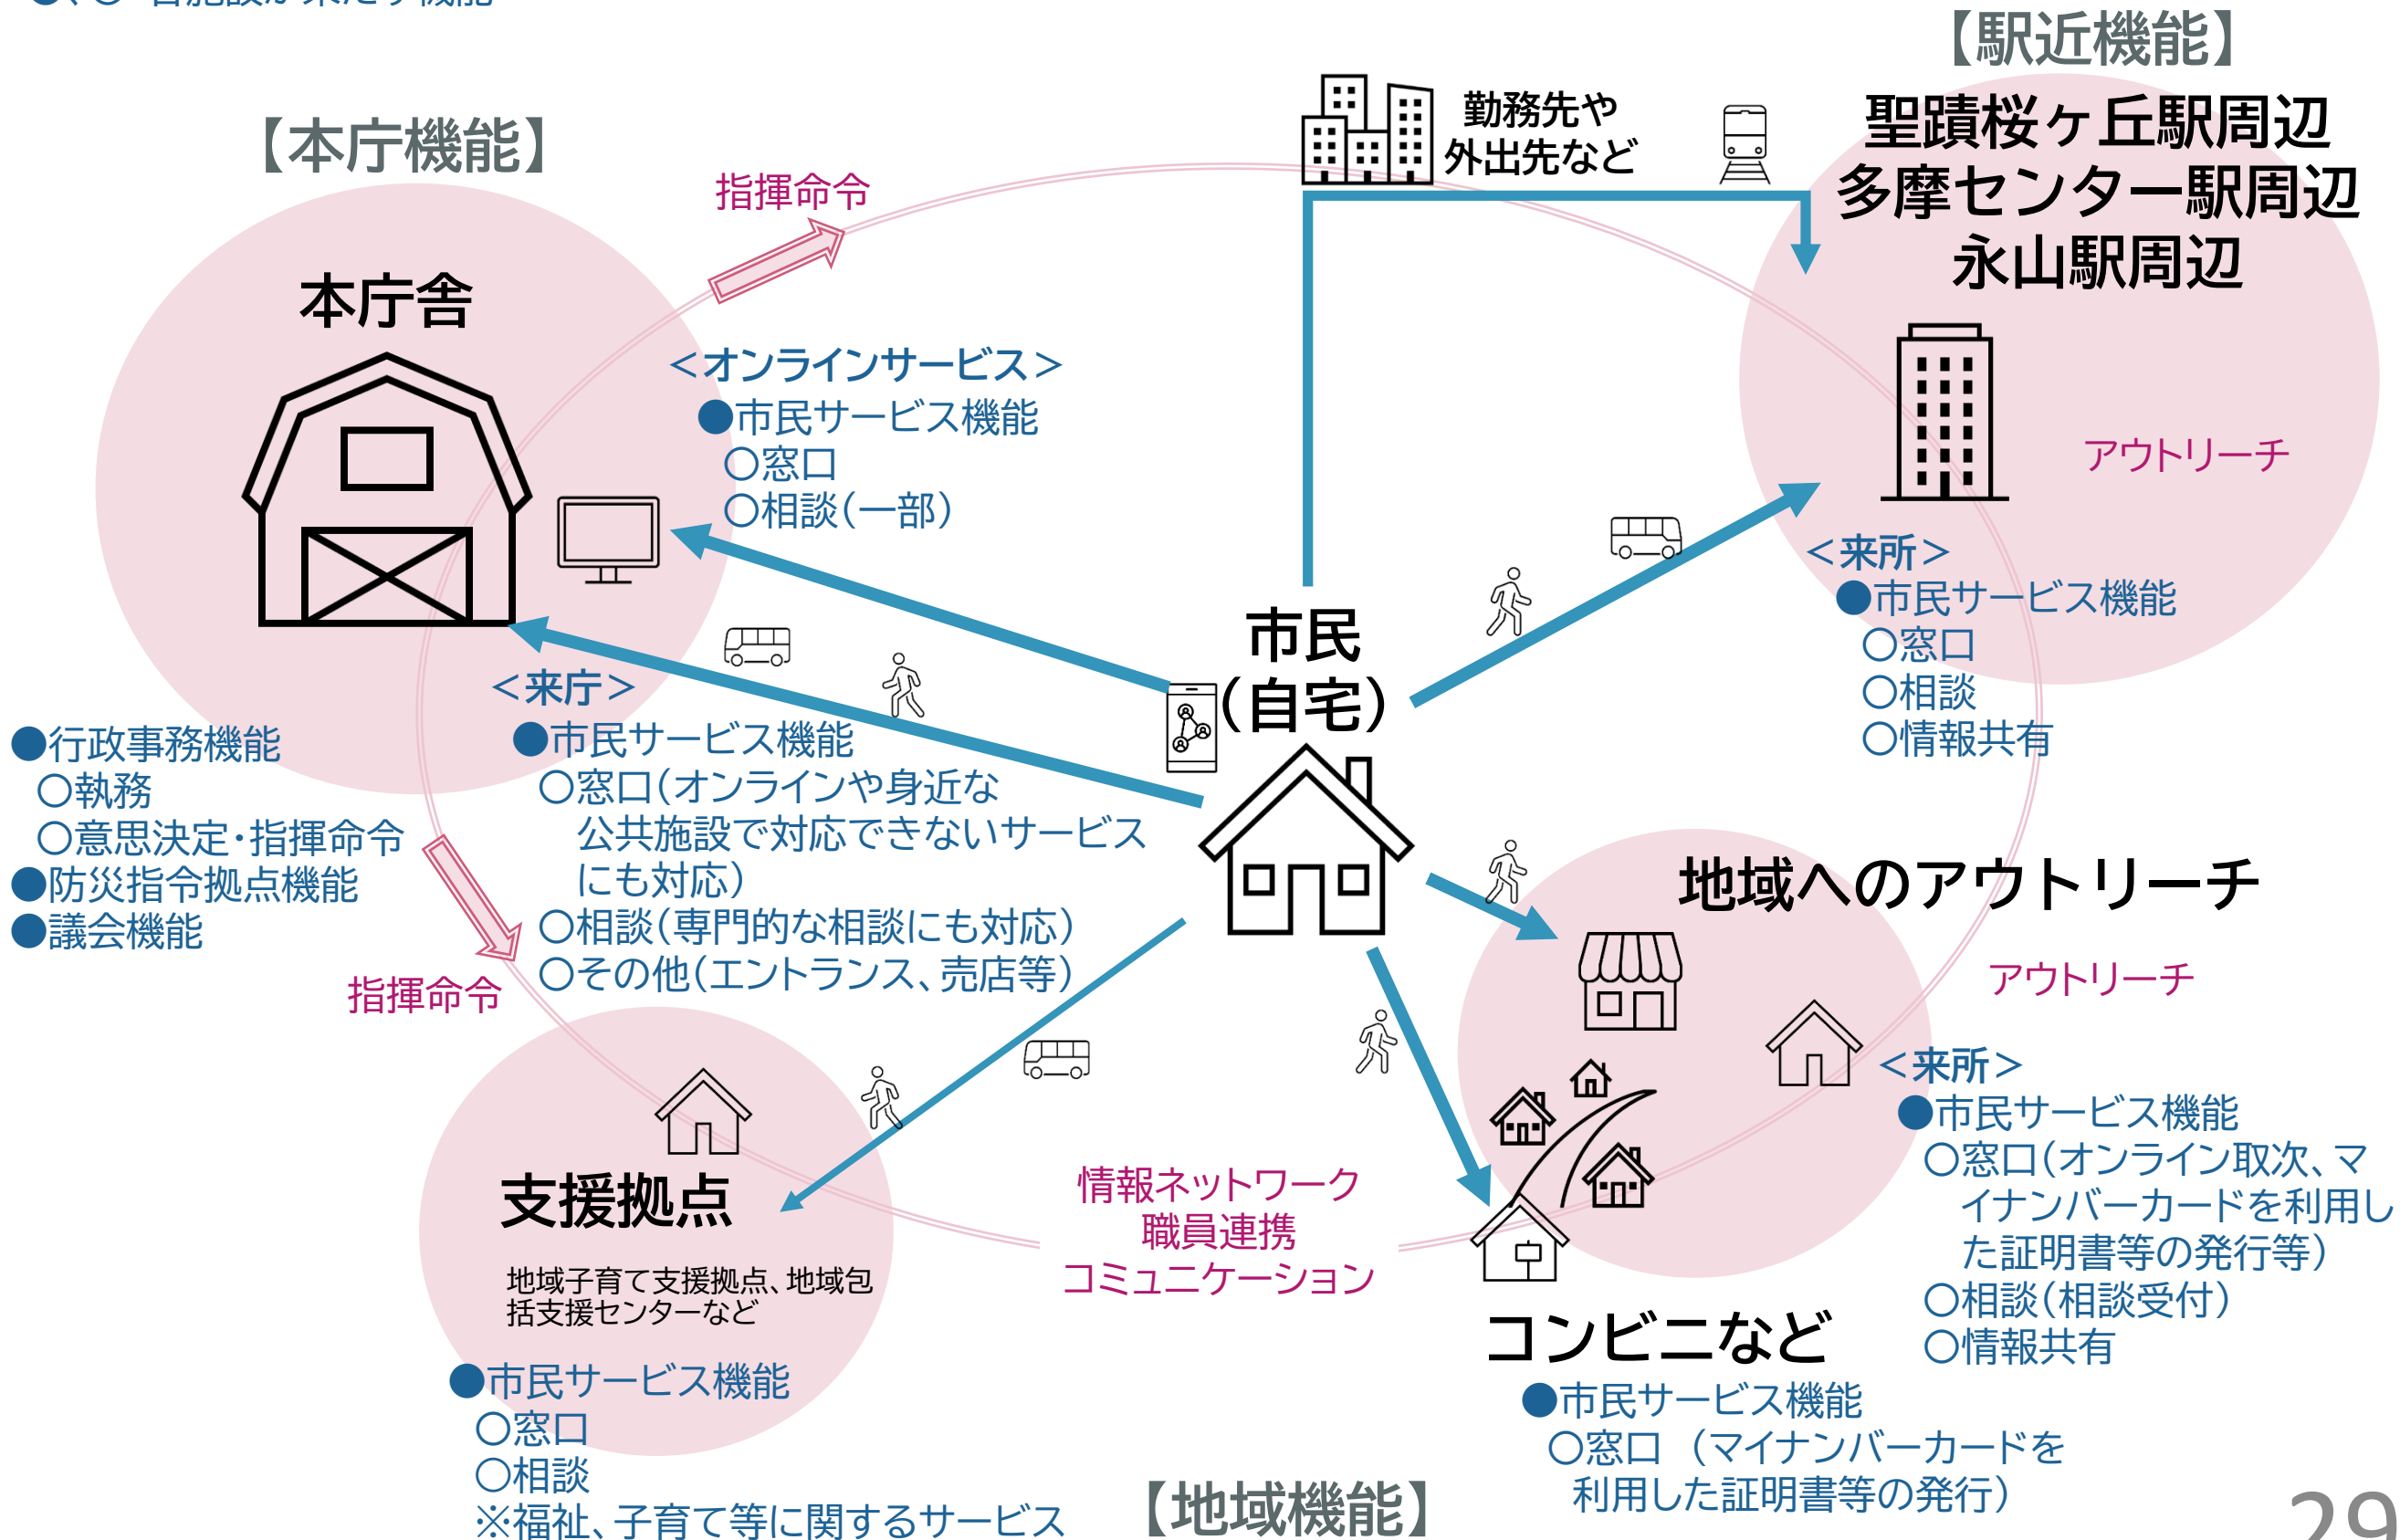 【駅近機能】
聖蹟桜ヶ丘駅周辺
多摩センター駅周辺
永山駅周辺
勤務先や
外出先など
【本庁機能】
指揮命令
本庁舎
＜オンラインサービス＞
●市民サービス機能
○窓口
○相談（一部）
アウトリーチ
＜来所＞
●市民サービス機能
○窓口
○相談
○情報共有
市民
（自宅）
＜来庁＞
●市民サービス機能
○窓口（オンラインや身近な
公共施設で対応できないサービス
にも対応）
○相談（専門的な相談にも対応）
○その他（エントランス、売店等）
●行政事務機能
○執務
○意思決定・指揮命令
●防災指令拠点機能
●議会機能
指揮命令
地域へのアウトリーチ
アウトリーチ
＜来所＞
●市民サービス機能
○窓口（オンライン取次、マ
イナンバーカードを利用し
た証明書等の発行等）
○相談（相談受付）
○情報共有
支援拠点
地域子育て支援拠点、地域包
括支援センターなど
●市民サービス機能
○窓口
○相談
※福祉、子育て等に関するサービス
情報ネットワーク
職員連携
コミュニケーション
コンビニなど
●市民サービス機能
○窓口 （マイナンバーカードを
利用した証明書等の発行）
【地域機能】
29